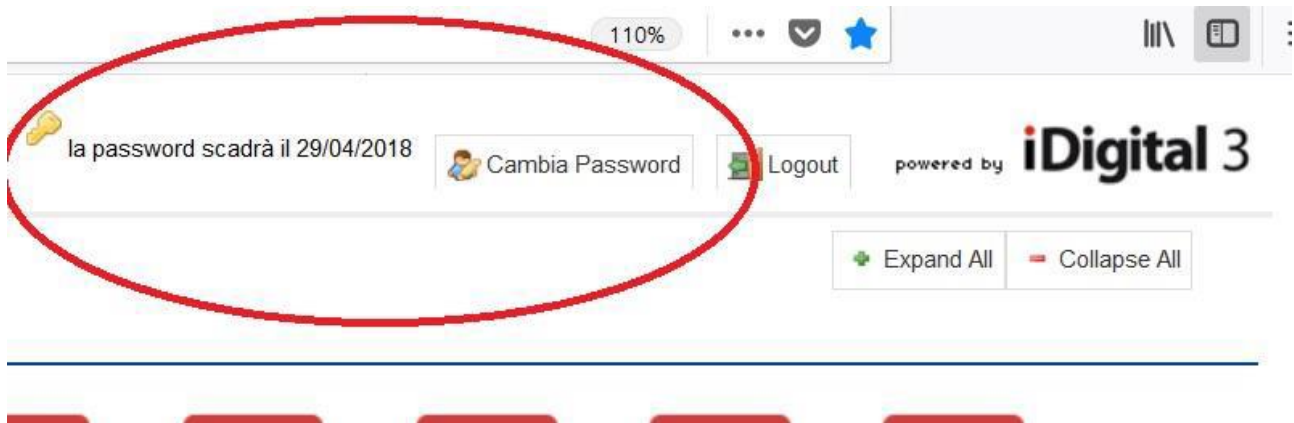 110%
la password scadrà il 29/04/2018 Cambia Password Logout powered by iDigital 3
Expand All Collapse All